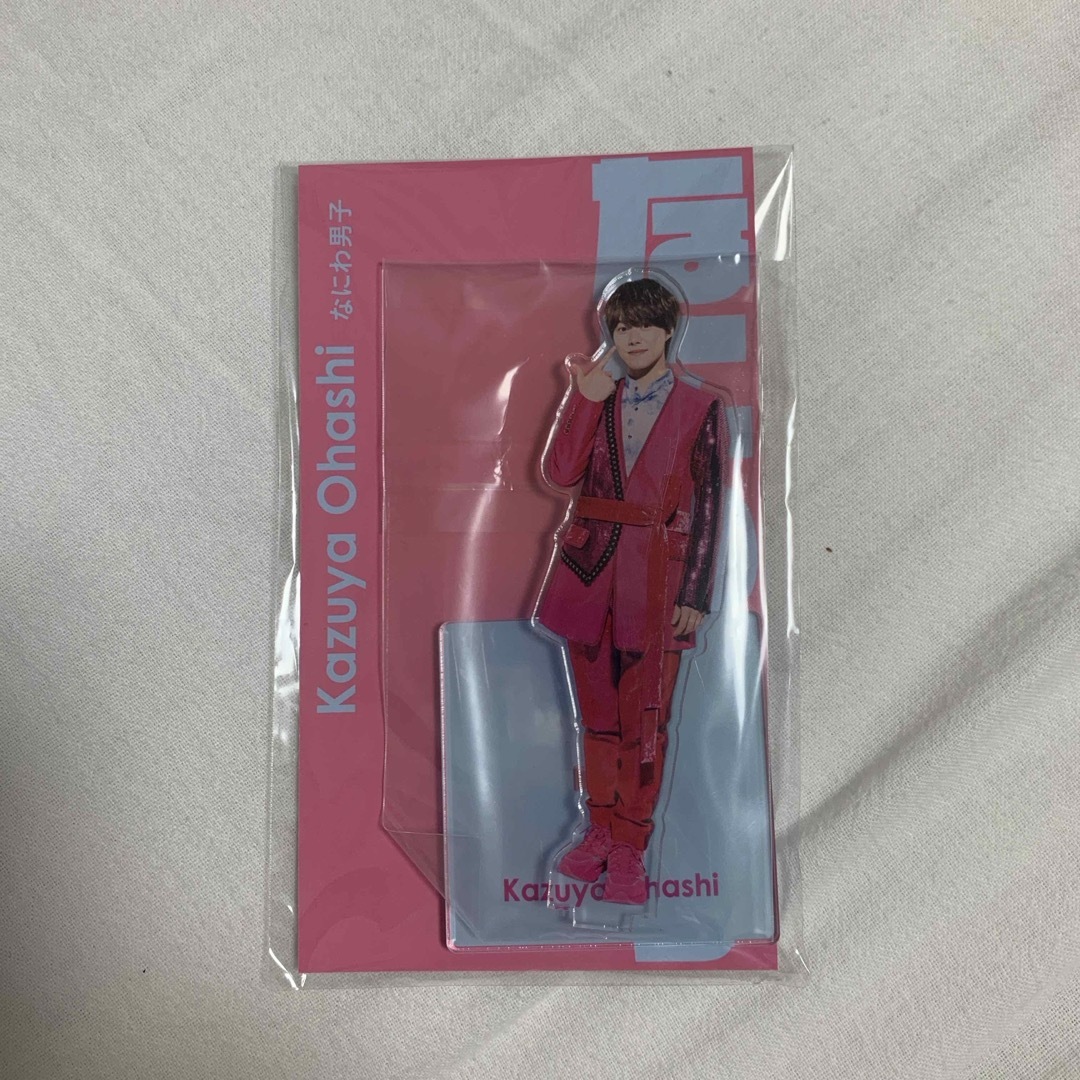 Kazuya Ohashi なにわ男子
Kazuya Ohashi